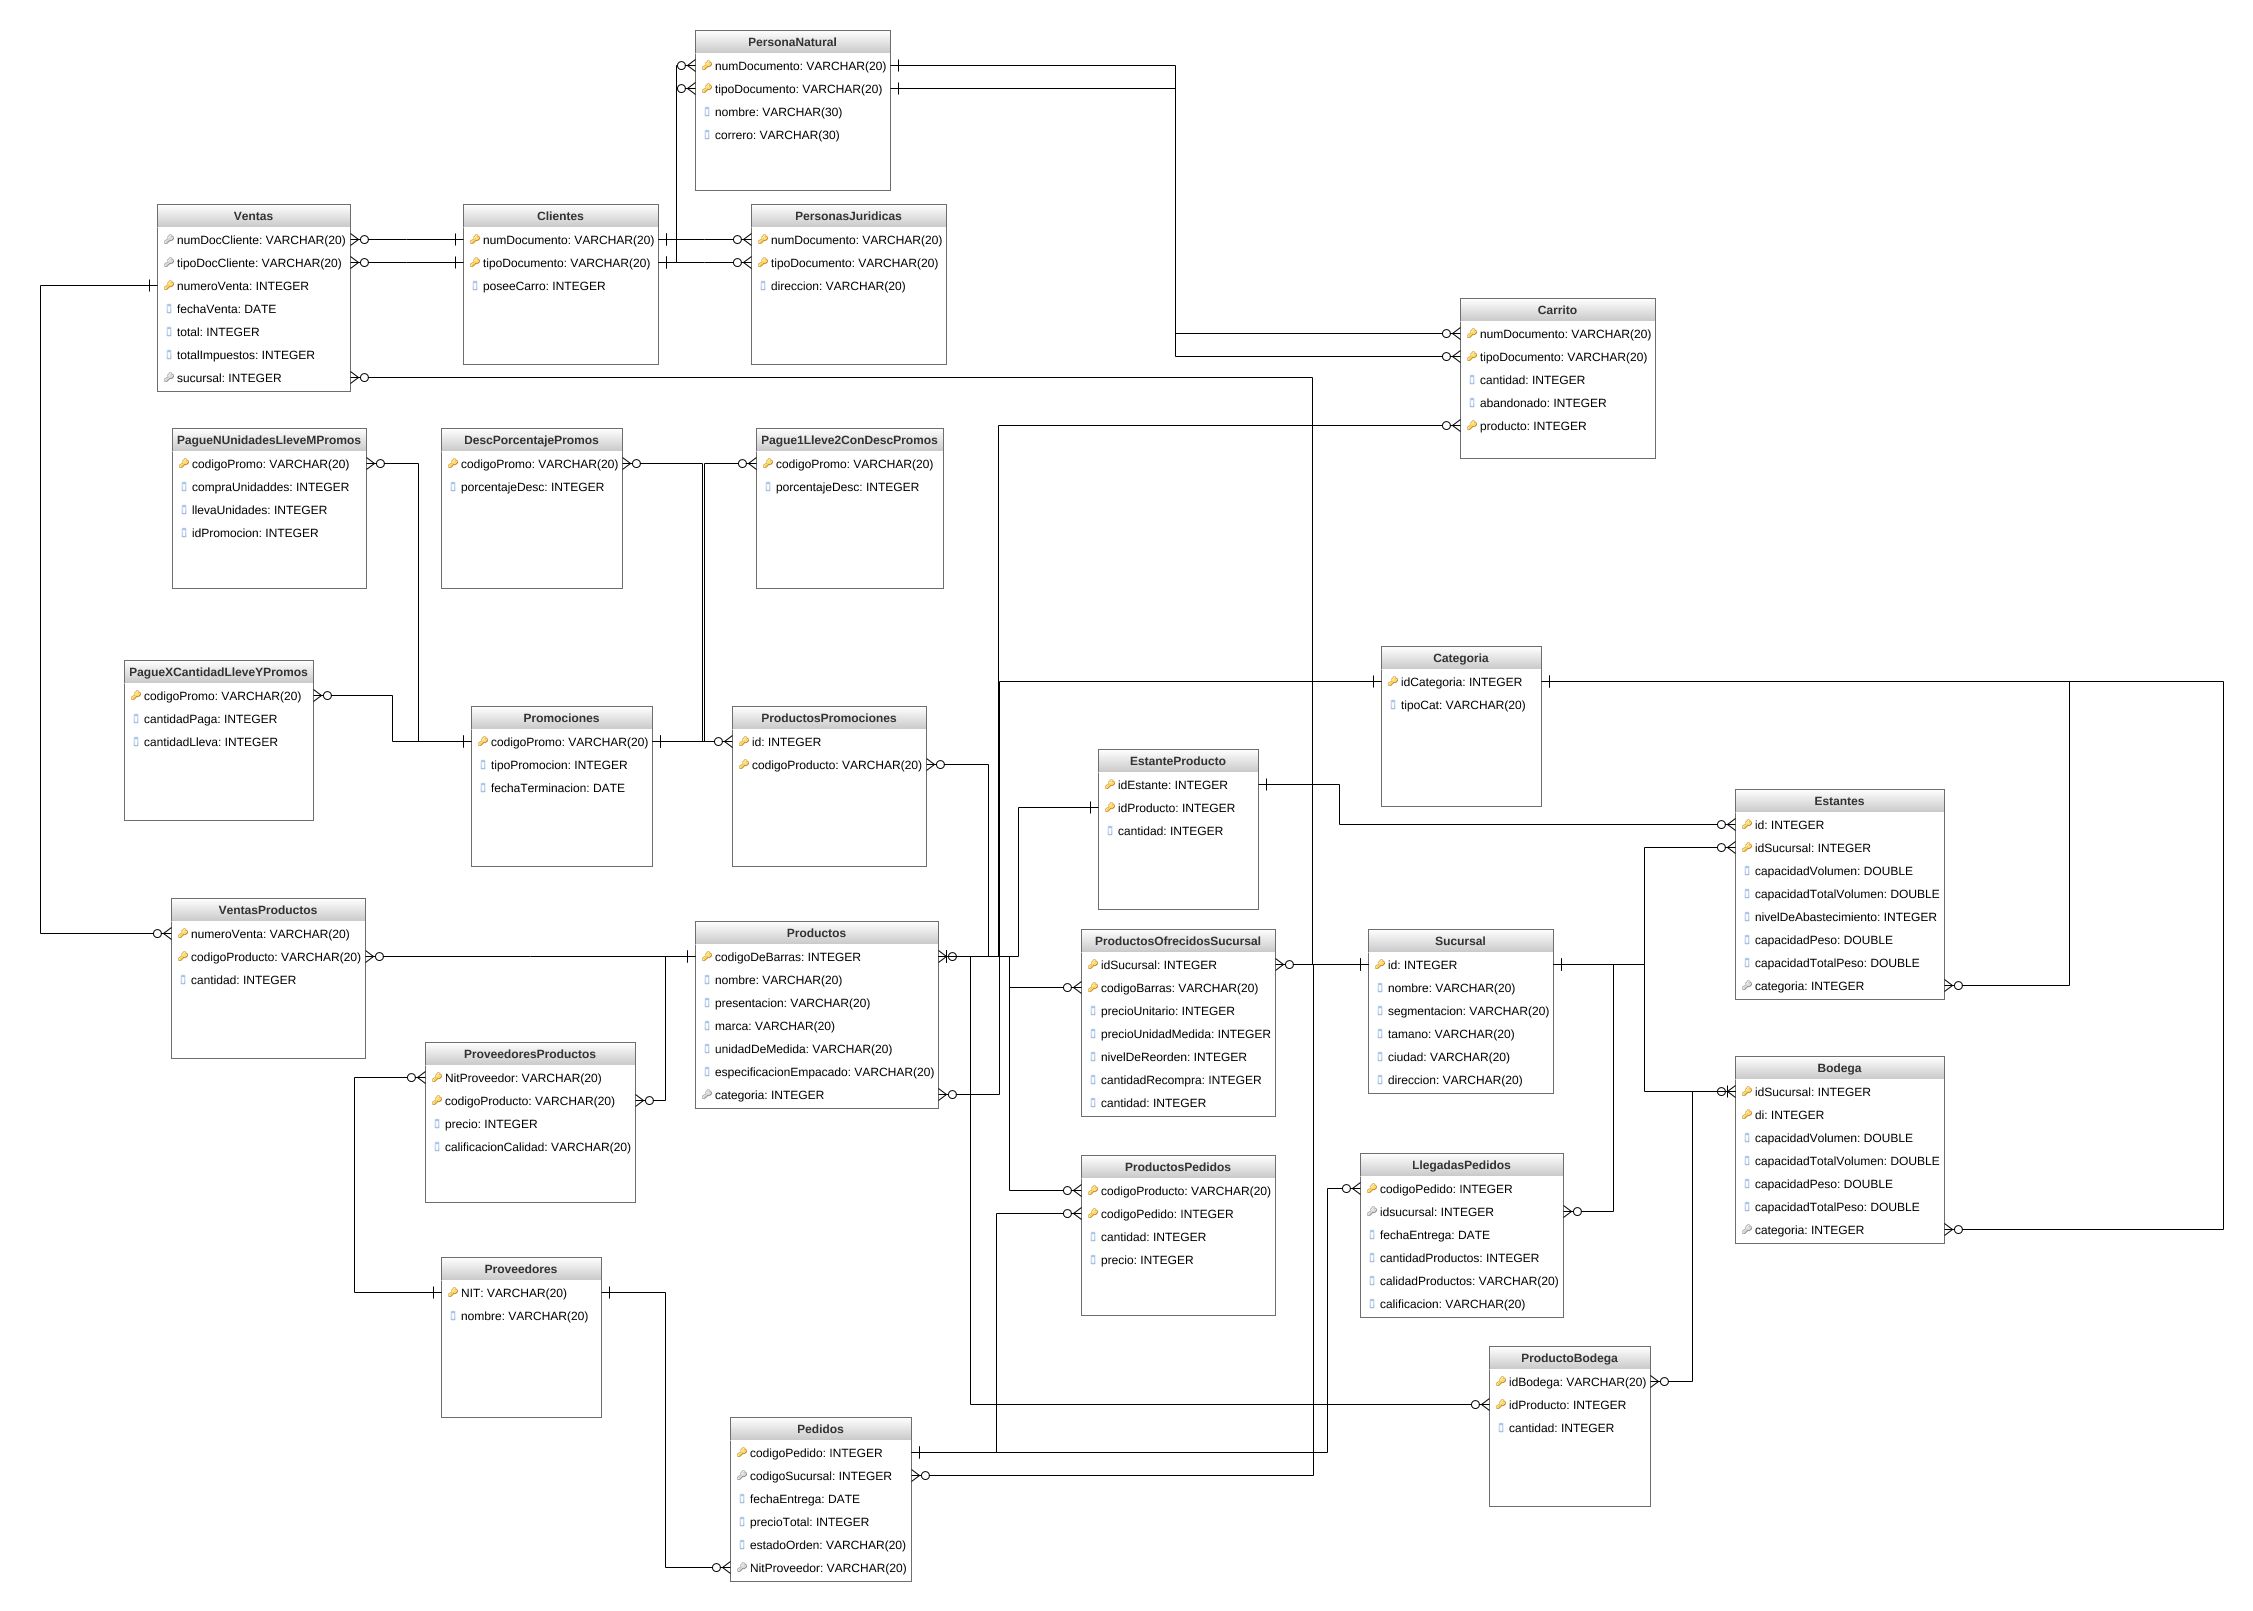 PersonaNatural
numDocumento: VARCHAR(20)
tipoDocumento: VARCHAR(20)
nombre: VARCHAR(30)
correro: VARCHAR(30)
Ventas
numDocCliente: VARCHAR(20)
tipoDocCliente: VARCHAR(20)
numeroVenta: INTEGER
fechaVenta: DATE
total: INTEGER
totalImpuestos: INTEGER
sucursal: INTEGER
Clientes
numDocumento: VARCHAR(20)
tipoDocumento: VARCHAR(20)
poseeCarro: INTEGER
PersonasJuridicas
numDocumento: VARCHAR(20)
tipoDocumento: VARCHAR(20)
direccion: VARCHAR(20)
Carrito
numDocumento: VARCHAR(20)
tipoDocumento: VARCHAR(20)
cantidad: INTEGER
abandonado: INTEGER
producto: INTEGER
PagueNUnidadesLleveMPromos
codigoPromo: VARCHAR(20)
compraUnidaddes: INTEGER
llevaUnidades: INTEGER
idPromocion: INTEGER
DescPorcentajePromos
codigoPromo: VARCHAR(20)
porcentajeDesc: INTEGER
Pague1Lleve2ConDescPromos
codigoPromo: VARCHAR(20)
porcentajeDesc: INTEGER
PagueXCantidadLleveYPromos
codigoPromo: VARCHAR(20)
cantidadPaga: INTEGER
cantidadLleva: INTEGER
Promociones
codigoPromo: VARCHAR(20)
tipoPromocion: INTEGER
fechaTerminacion: DATE
ProductosPromociones
id: INTEGER
codigoProducto: VARCHAR(20)
Categoria
idCategoria: INTEGER
tipoCat: VARCHAR(20)
EstanteProducto
idEstante: INTEGER
idProducto: INTEGER
cantidad: INTEGER
Estantes
id: INTEGER
idSucursal: INTEGER
capacidadVolumen: DOUBLE
capacidadTotalVolumen: DOUBLE
nivelDeAbastecimiento: INTEGER
capacidadPeso: DOUBLE
capacidadTotalPeso: DOUBLE
categoria: INTEGER
VentasProductos
numeroVenta: VARCHAR(20)
codigoProducto: VARCHAR(20)
cantidad: INTEGER
Productos
codigoDeBarras: INTEGER
nombre: VARCHAR(20)
presentacion: VARCHAR(20)
marca: VARCHAR(20)
unidadDeMedida: VARCHAR(20)
especificacionEmpacado: VARCHAR(20)
categoria: INTEGER
ProductosOfrecidosSucursal
idSucursal: INTEGER
codigoBarras: VARCHAR(20)
precioUnitario: INTEGER
precioUnidadMedida: INTEGER
nivelDeReorden: INTEGER
cantidadRecompra: INTEGER
cantidad: INTEGER
Sucursal
id: INTEGER
nombre: VARCHAR(20)
segmentacion: VARCHAR(20)
tamano: VARCHAR(20)
ciudad: VARCHAR(20)
direccion: VARCHAR(20)
ProveedoresProductos
NitProveedor: VARCHAR(20)
codigoProducto: VARCHAR(20)
precio: INTEGER
calificacionCalidad: VARCHAR(20)
Bodega
idSucursal: INTEGER
di: INTEGER
capacidadVolumen: DOUBLE
capacidadTotalVolumen: DOUBLE
capacidadPeso: DOUBLE
capacidadTotalPeso: DOUBLE
categoria: INTEGER
ProductosPedidos
codigoProducto: VARCHAR(20)
codigoPedido: INTEGER
cantidad: INTEGER
precio: INTEGER
LlegadasPedidos
codigoPedido: INTEGER
idsucursal: INTEGER
fechaEntrega: DATE
cantidadProductos: INTEGER
calidadProductos: VARCHAR(20)
calificacion: VARCHAR(20)
Proveedores
NIT: VARCHAR(20)
nombre: VARCHAR(20)
ProductoBodega
idBodega: VARCHAR(20)
idProducto: INTEGER
cantidad: INTEGER
Pedidos
codigoPedido: INTEGER
codigoSucursal: INTEGER
fechaEntrega: DATE
precioTotal: INTEGER
estadoOrden: VARCHAR(20)
NitProveedor: VARCHAR(20)